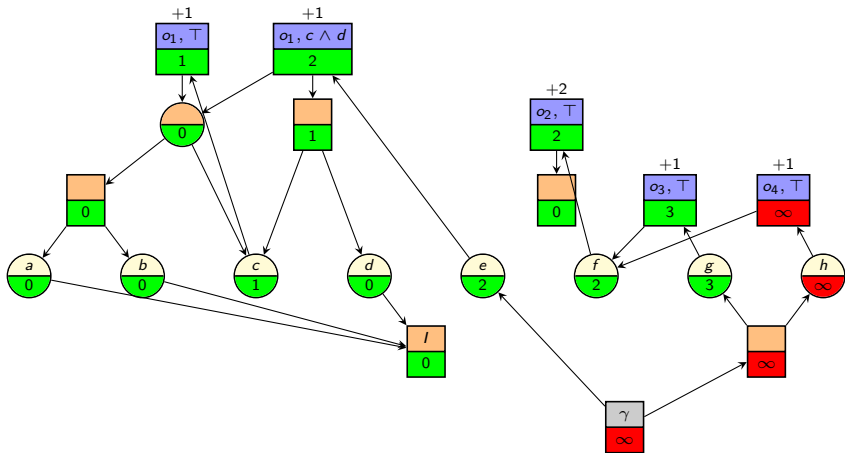 +1 +1
o₁, ⊤ o₁, c ∧ d
1 2
+2
o₂, ⊤
0 1 2
+1 +1
o₃, ⊤ o₄, ⊤
0 0 3 ∞
a b c d e f g h
0 0 1 0 2 2 3 ∞
I
0 ∞
γ
∞